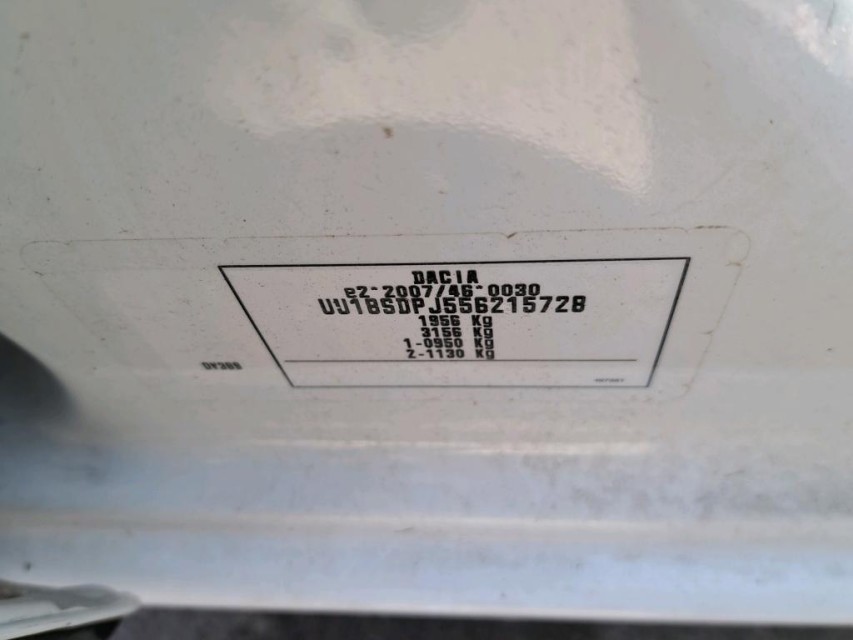 DACIA
e2-2007/46-0030
UU1BSDPJ556215728
1956 Kg
3156 Kg
1-0950 Kg
2-1130 Kg